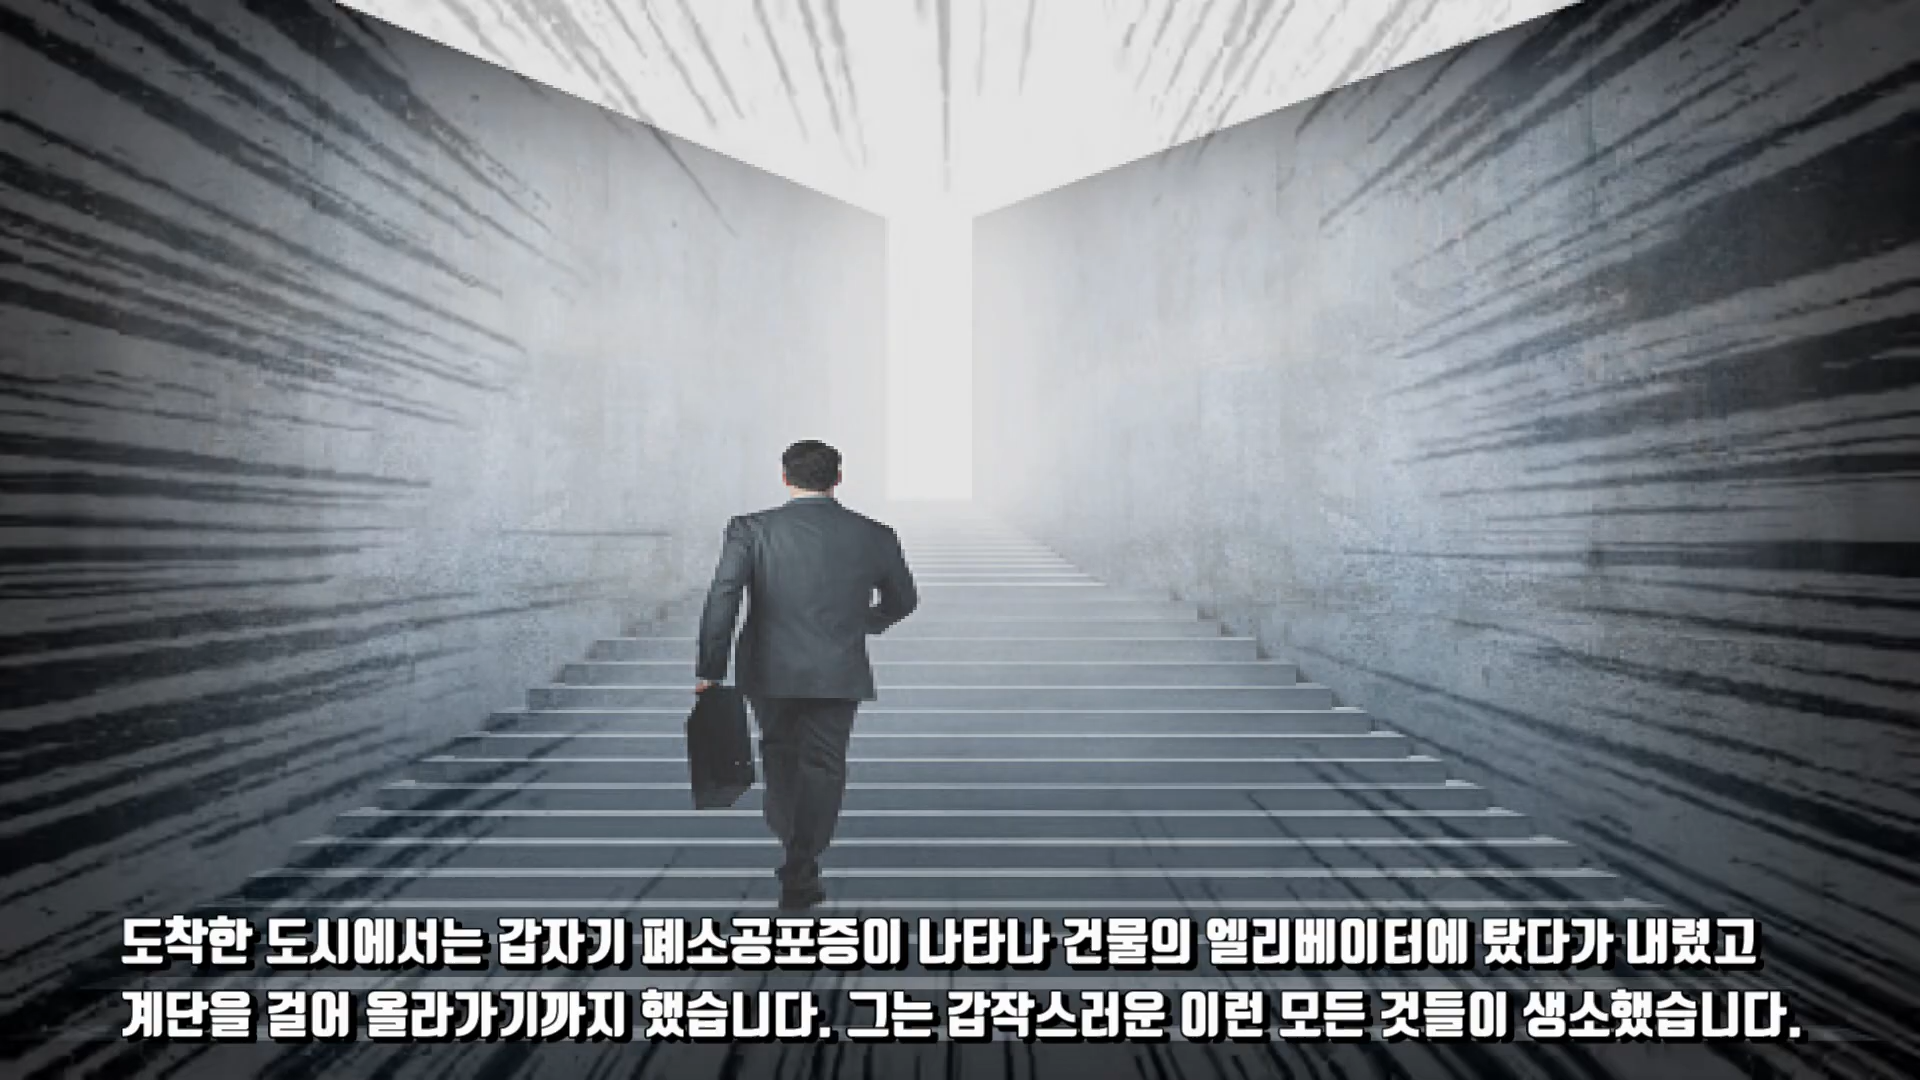 도착한 도시에서는 갑자기 폐소공포증이 나타나 건물의 엘리베이터에 탔다가 내렸고
계단을 걸어 올라가기까지 했습니다. 그는 갑작스러운 이런 모든 것들이 생소했습니다.